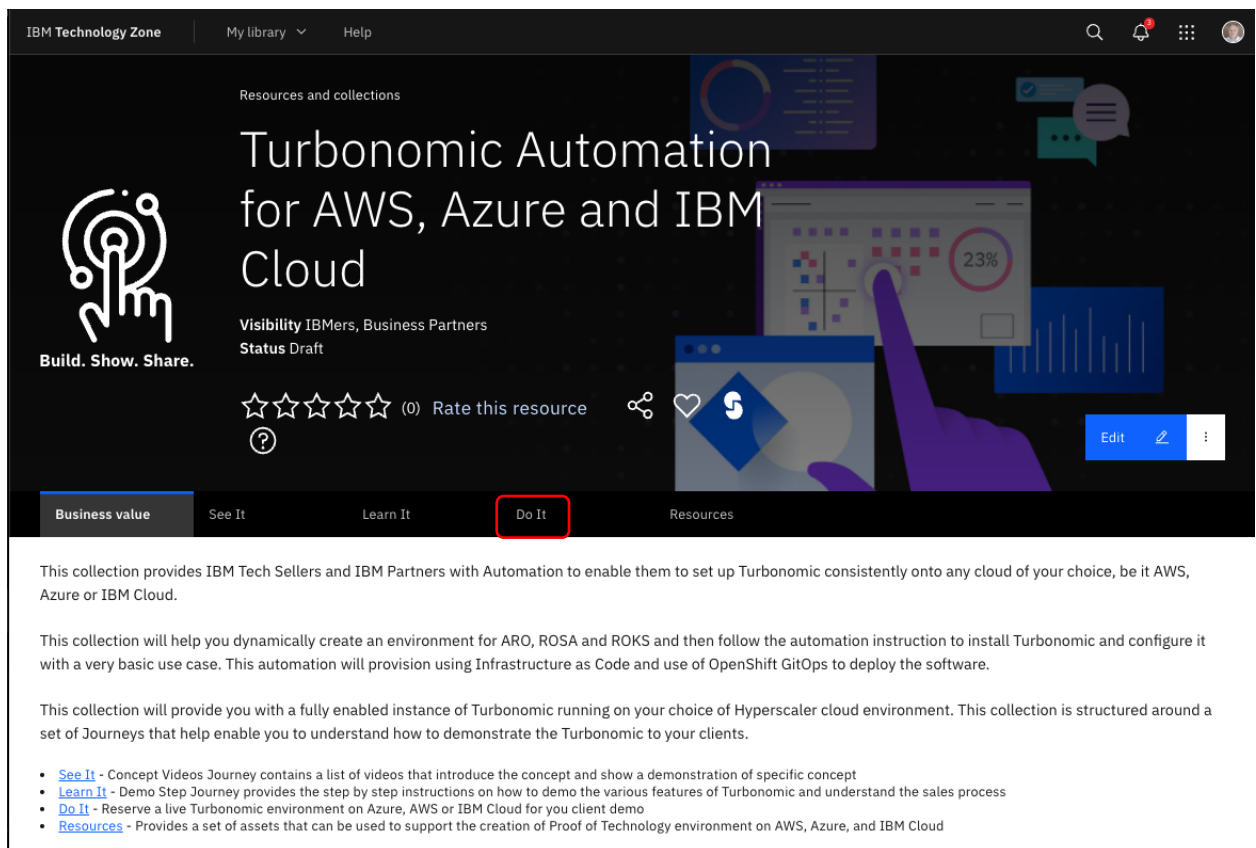 IBM Technology Zone
My library
Help
3
Resources and collections
Turbonomic Automation
for AWS, Azure and IBM
Cloud
23%
Visibility IBMers, Business Partners
Status Draft
Build. Show. Share.
(0) Rate this resource
?
Edit
Business value
See It
Learn It
Do It
Resources
This collection provides IBM Tech Sellers and IBM Partners with Automation to enable them to set up Turbonomic consistently onto any cloud of your choice, be it AWS,
Azure or IBM Cloud.
This collection will help you dynamically create an environment for ARO, ROSA and ROKS and then follow the automation instruction to install Turbonomic and configure it
with a very basic use case. This automation will provision using Infrastructure as Code and use of OpenShift GitOps to deploy the software.
This collection will provide you with a fully enabled instance of Turbonomic running on your choice of Hyperscaler cloud environment. This collection is structured around a
set of Journeys that help enable you to understand how to demonstrate the Turbonomic to your clients.
• See It - Concept Videos Journey contains a list of videos that introduce the concept and show a demonstration of specific concept
• Learn It - Demo Step Journey provides the step by step instructions on how to demo the various features of Turbonomic and understand the sales process
• Do It - Reserve a live Turbonomic environment on Azure, AWS or IBM Cloud for you client demo
• Resources - Provides a set of assets that can be used to support the creation of Proof of Technology environment on AWS, Azure, and IBM Cloud